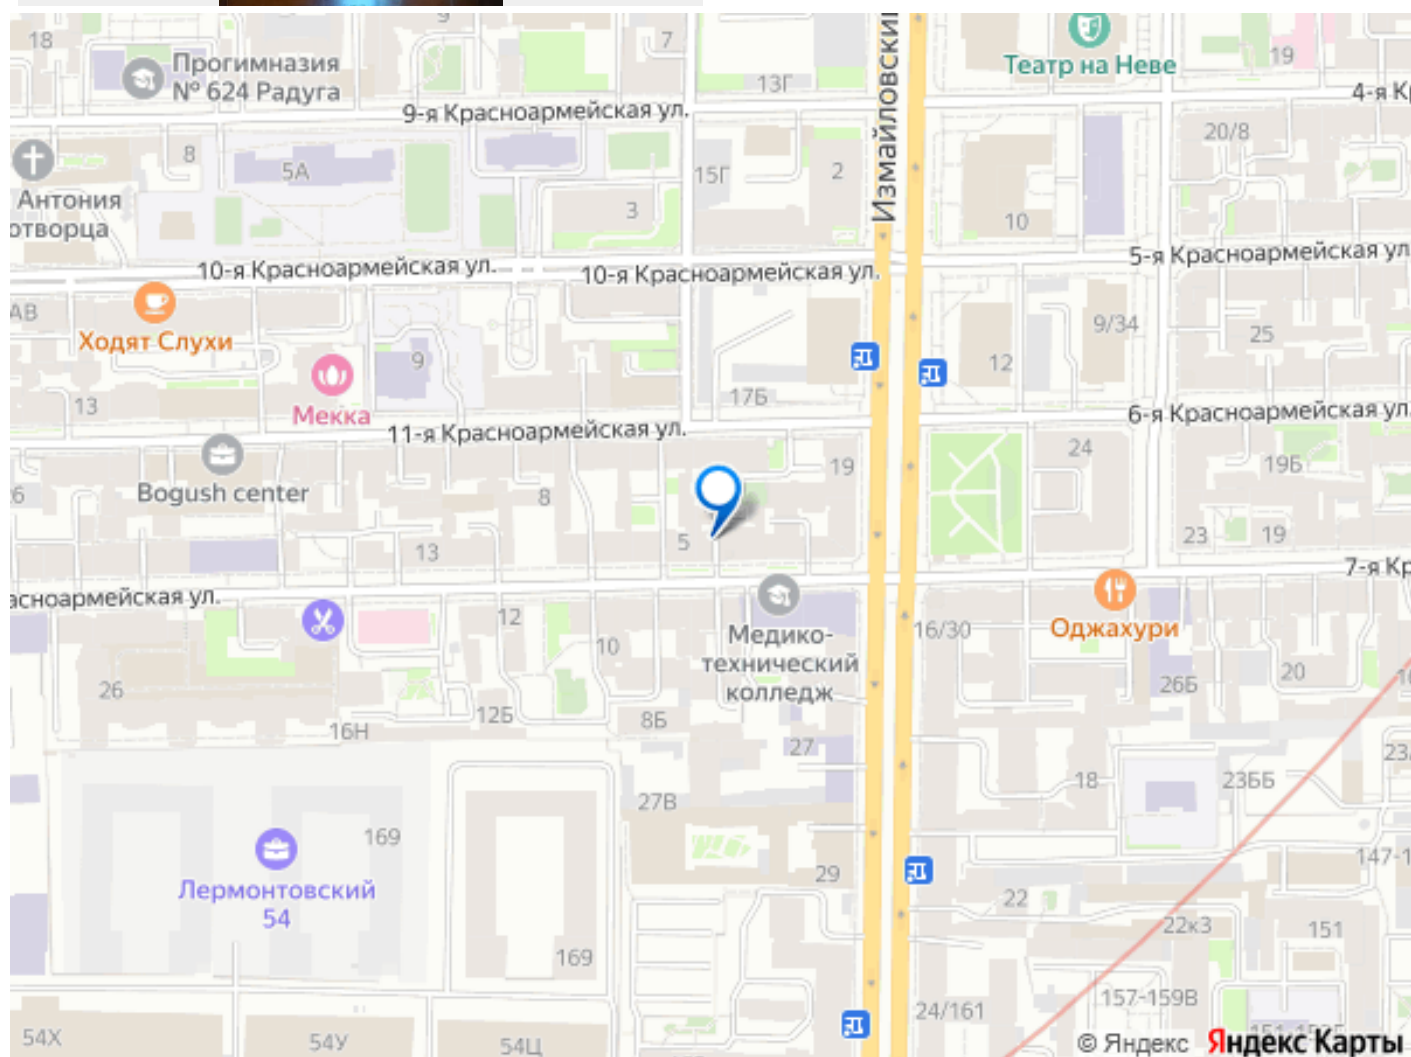 18
9
7
Измайловский
Театр на Неве
19
Прогимназия
№ 624 Радуга
13Г
9-я Красноармейская ул.
4-я К
20/8
8
5А
15Г
2
Антония
отворца
3
10
10-я Красноармейская ул.
10-я Красноармейская ул.
5-я Красноармейская ул
АВ
Ходят Слухи
9
9/34
25
12
Мекка
13
17Б
11-я Красноармейская ул.
6-я Красноармейская ул.
24
19
19Б
Bogush center
8
6
5
13
23
19
7-я Кр
асноармейская ул.
12
10
Медико-
технический
колледж
16/30
Оджахури
20
26
26Б
12Б
8Б
16Н
27
18
23ББ
23
27В
169
147-1
Лермонтовский
54
29
22
22к3
151
169
157-159В
24/161
54Х
54У
54Ц
© Яндекс
Яндекс Карты